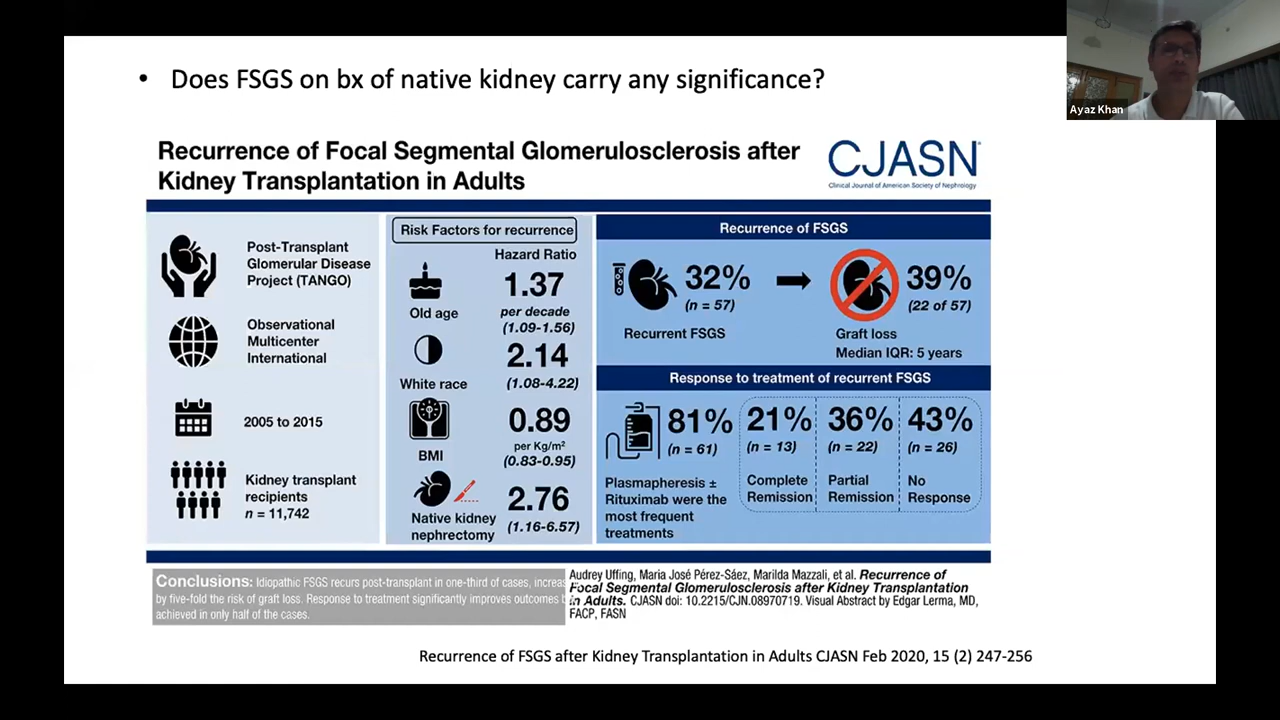 • Does FSGS on bx of native kidney carry any significance?
Ayaz Khan
Recurrence of Focal Segmental Glomerulosclerosis after
Kidney Transplantation in Adults
CJASN
Clinical Journal of American Society of Nephrology
Post-Transplant
Glomerular Disease
Project (TANGO)
Observational
Multicenter
International
2005 to 2015
Kidney transplant
recipients
n = 11,742
Risk Factors for recurrence
Hazard Ratio
Old age
1.37
per decade
(1.09-1.56)
White race
2.14
(1.08-4.22)
BMI
0.89
per Kg/m²
(0.83-0.95)
Native kidney
nephrectomy
2.76
(1.16-6.57)
Recurrence of FSGS
32%
(n = 57)
Recurrent FSGS
39%
(22 of 57)
Graft loss
Median IQR: 5 years
Response to treatment of recurrent FSGS
81%
(n = 61)
Plasmapheresis ±
Rituximab were the
most frequent
treatments
21%
(n = 13)
Complete
Remission
36%
(n = 22)
Partial
Remission
43%
(n = 26)
No
Response
Conclusions: Idiopathic FSGS recurs post-transplant in one-third of cases,
by five-fold the risk of graft loss. Response to treatment significantly improves outcomes
achieved in only half of the cases.
Audrey Uffing, Maria José Pérez-Sáez, Marilda Mazzali, et al. Recurrence of
Focal Segmental Glomerulosclerosis after Kidney Transplantation
in Adults. CJASN doi: 10.2215/CJN.08970719. Visual Abstract by Edgar Lerma, MD,
FACP, FASN
Recurrence of FSGS after Kidney Transplantation in Adults CJASN Feb 2020, 15 (2) 247-256